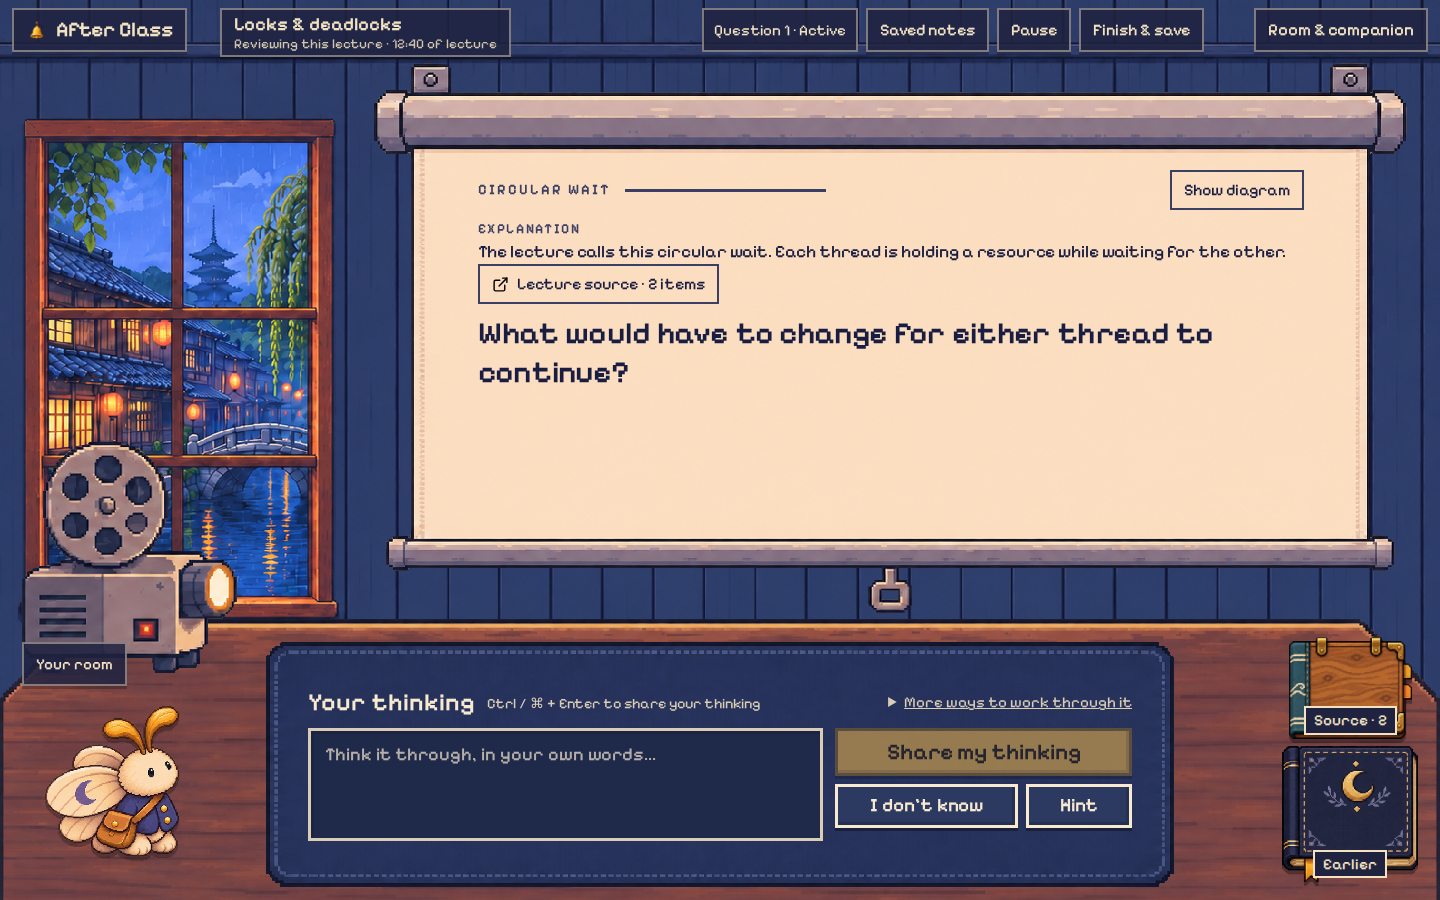 After Class
Locks & deadlocks
Reviewing this lecture · 12:40 of lecture
Question 1 · Active
Saved notes
Pause
Finish & save
Room & companion
CIRCULAR WAIT
Show diagram
EXPLANATION
The lecture calls this circular wait. Each thread is holding a resource while waiting for the other.
Lecture source · 2 items
What would have to change for either thread to
continue?
Your room
Your thinking
Ctrl / ⌘ + Enter to share your thinking
▶ More ways to work through it
Think it through, in your own words...
Share my thinking
I don't know
Hint
Source · 2
Earlier